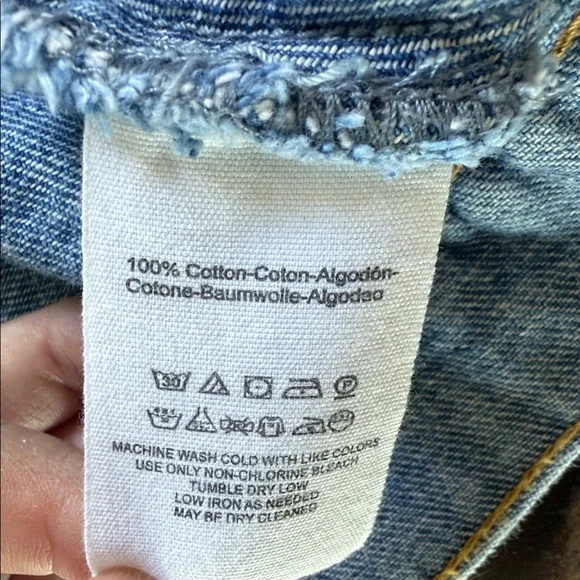 100% Cotton-Coton-Algodón-
Cotone-Baumwolle-Algodao
30 P
MACHINE WASH COLD WITH LIKE COLORS
USE ONLY NON-CHLORINE BLEACH
TUMBLE DRY LOW
LOW IRON AS NEEDED
MAY BE DRY CLEANED